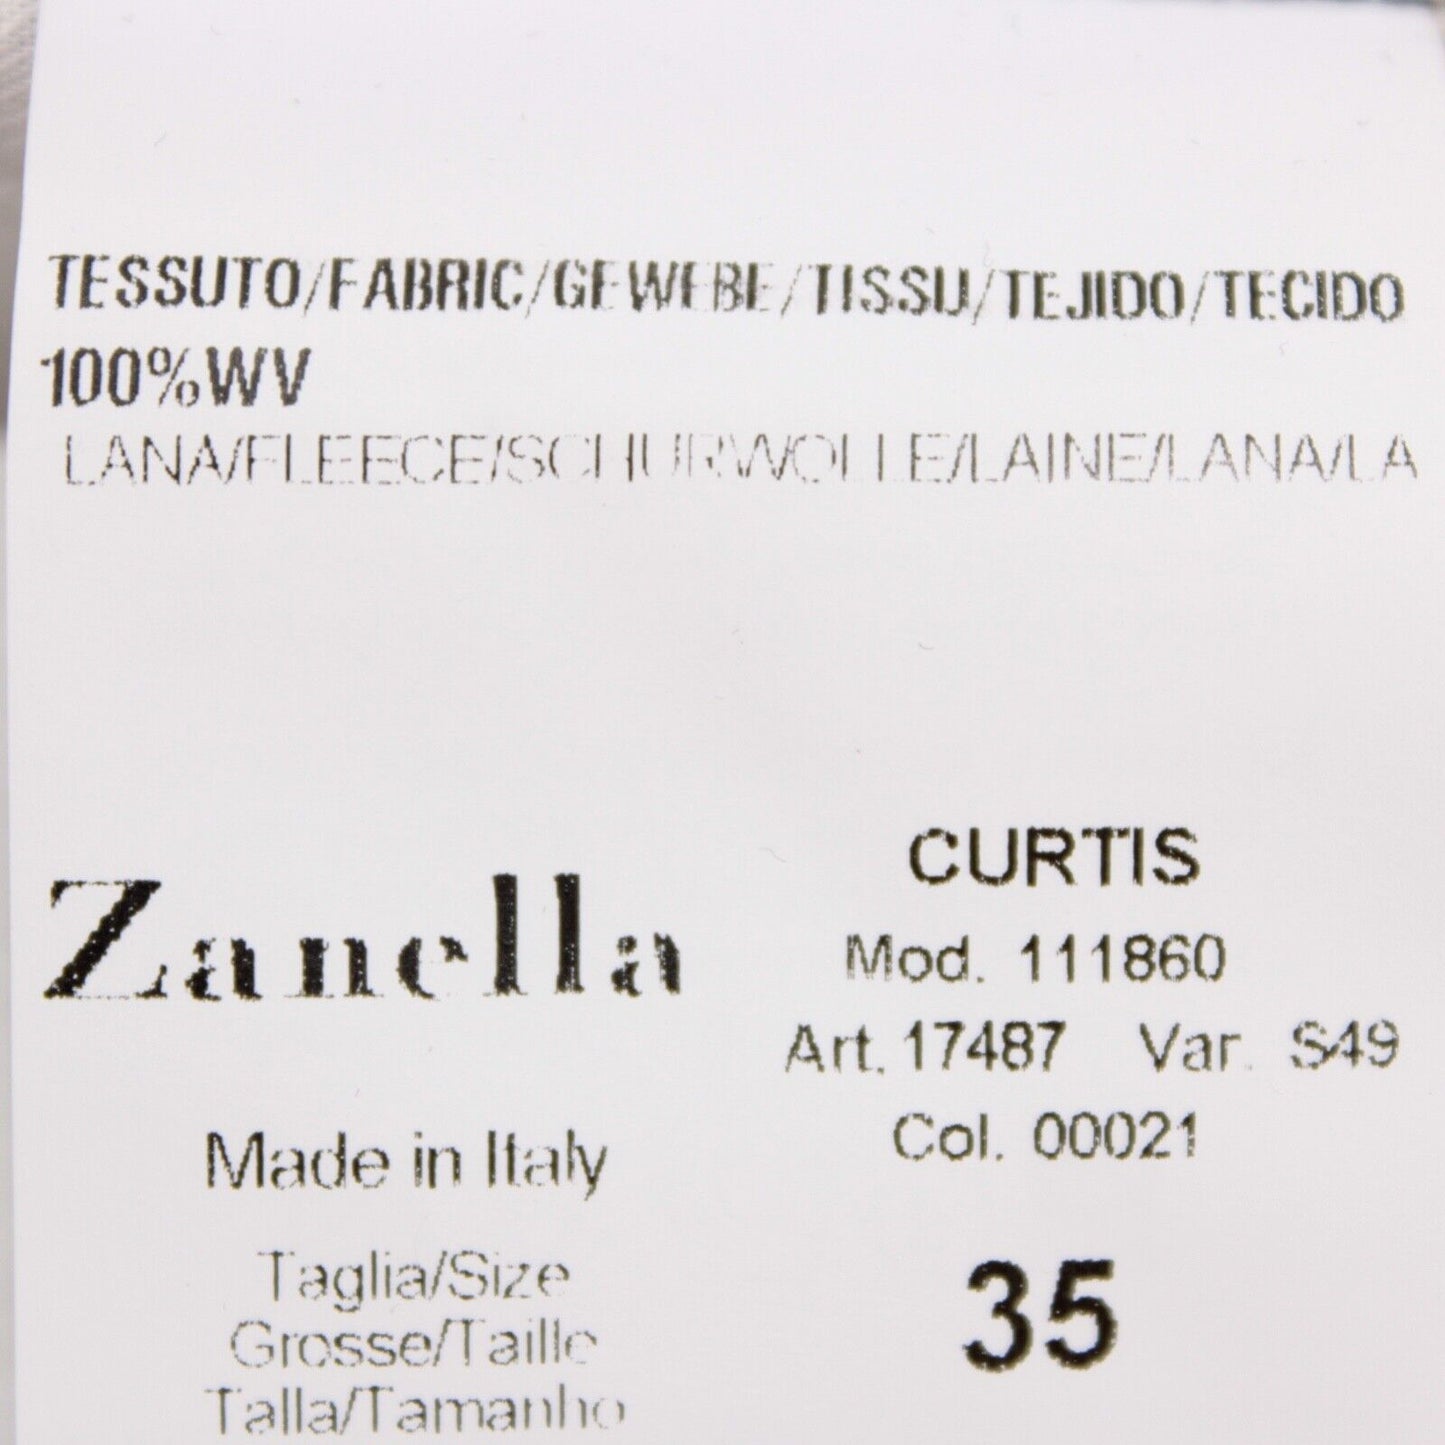 TESSUTO/FABRIC/GEWEBE/TISSU/TEJIDO/TECIDO
100%WV
LANA/FLEECE/SCHURWOLLE/LAINE/LANA/LA
Zanella
Made in Italy
Taglia/Size
Grosse/Taille
Talla/Tamanho
CURTIS
Mod. 111860
Art. 17487 Var. S49
Col. 00021
35